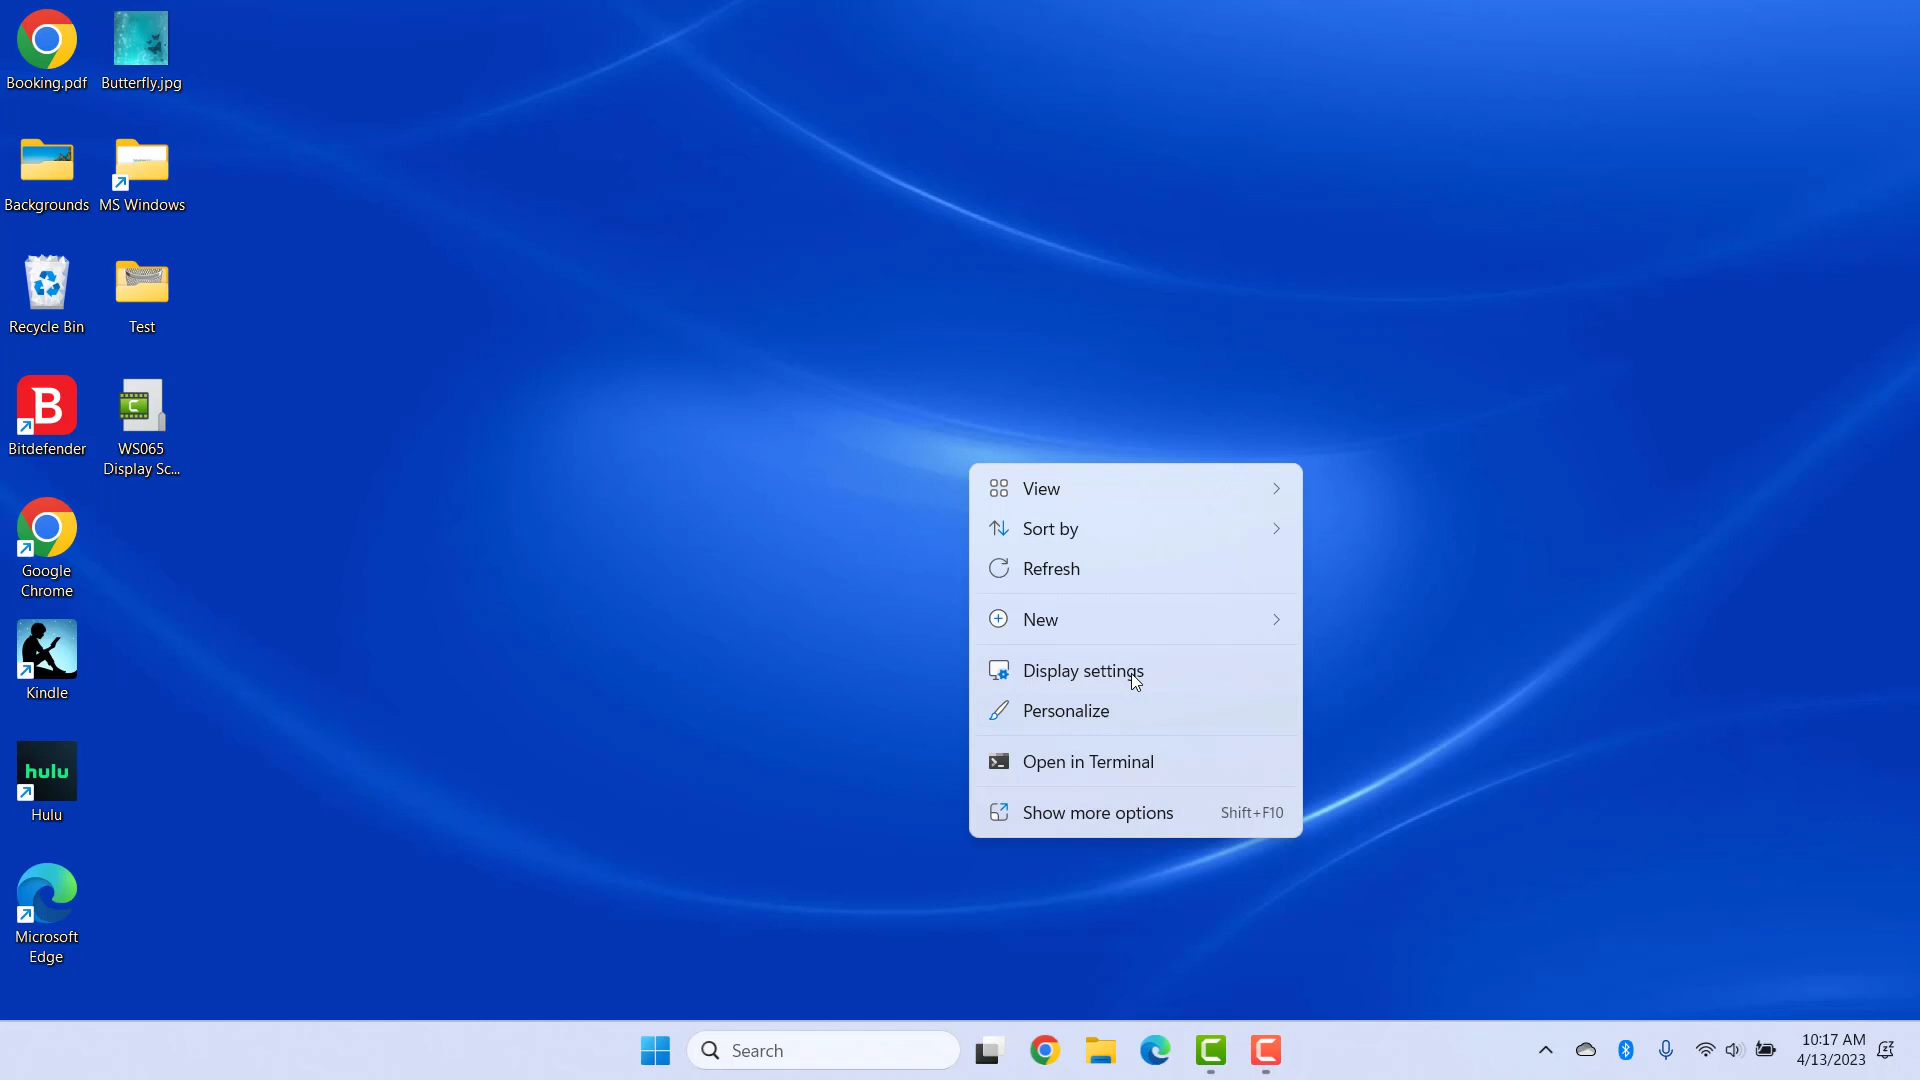 Booking.pdf
Butterfly.jpg
Backgrounds
MS Windows
Recycle Bin
Test
B
Bitdefender
C
WS065
Display Sc...
Google
Chrome
Kindle
hulu
Hulu
Microsoft
Edge
View
Sort by
Refresh
New
Display settings
Personalize
Open in Terminal
Show more options Shift+F10
Search
C
C
10:17 AM
4/13/2023